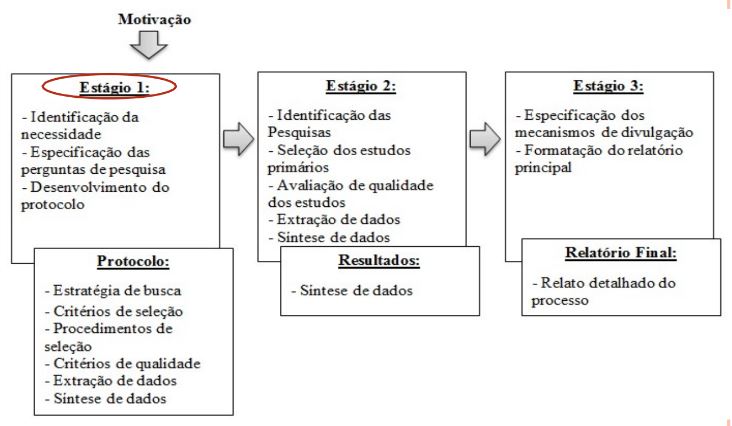 Motivação
Estágio 1:
- Identificação da
necessidade
- Especificação das
perguntas de pesquisa
- Desenvolvimento do
protocolo
Protocolo:
- Estratégia de busca
- Critérios de seleção
- Procedimentos de
seleção
- Critérios de qualidade
- Extração de dados
- Síntese de dados
Estágio 2:
- Identificação das
Pesquisas
- Seleção dos estudos
primários
- Avaliação de qualidade
dos estudos
- Extração de dados
- Síntese de dados
Resultados:
- Síntese de dados
Estágio 3:
- Especificação dos
mecanismos de divulgação
- Formatação do relatório
principal
Relatório Final:
- Relato detalhado do
processo